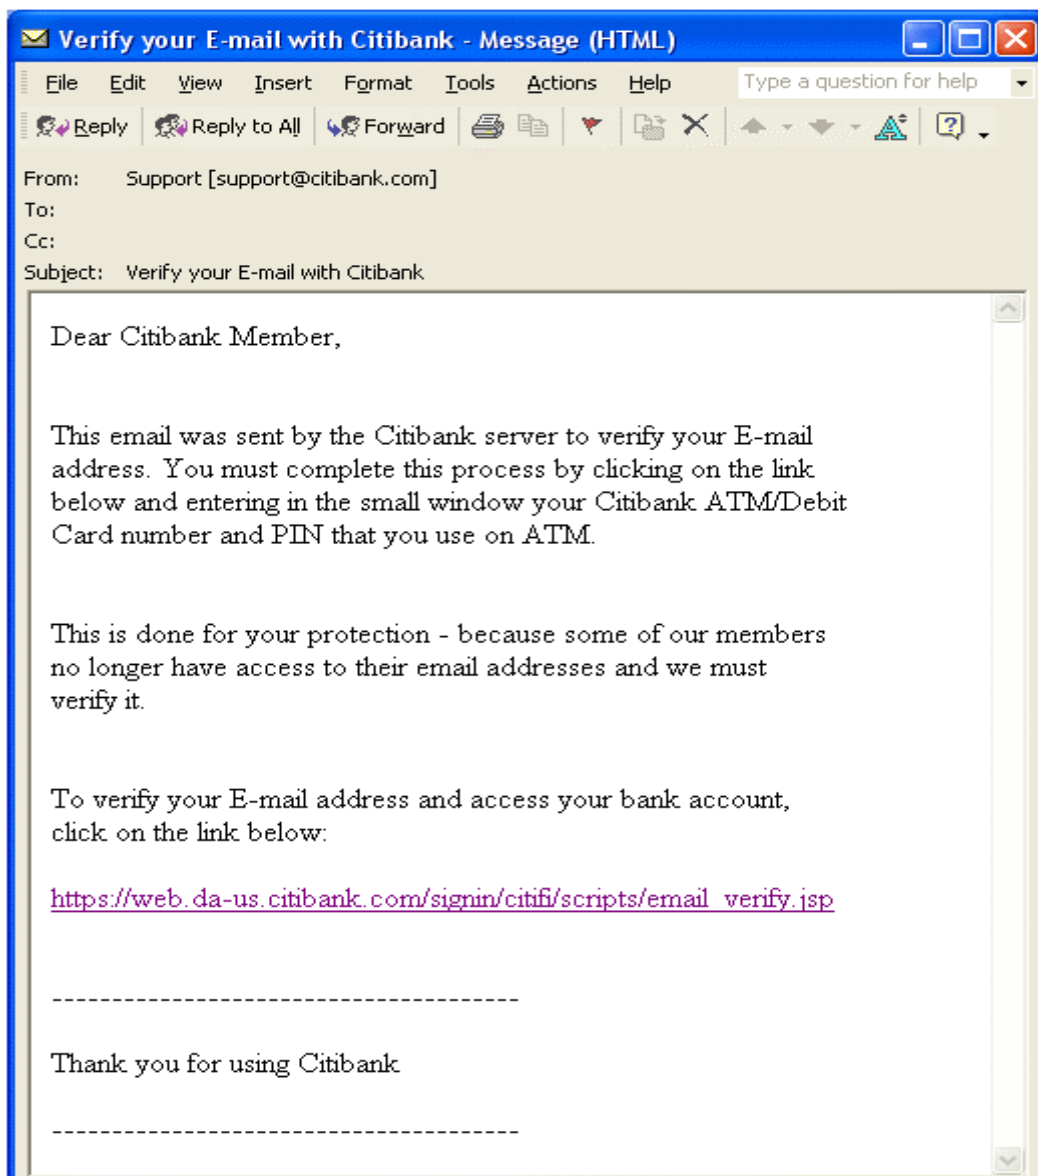 Verify your E-mail with Citibank - Message (HTML)
File Edit View Insert Format Tools Actions Help Type a question for help
Reply Reply to All Forward
From: Support [support@citibank.com]
To:
Cc:
Subject: Verify your E-mail with Citibank
Dear Citibank Member,
This email was sent by the Citibank server to verify your E-mail
address. You must complete this process by clicking on the link
below and entering in the small window your Citibank ATM/Debit
Card number and PIN that you use on ATM.
This is done for your protection - because some of our members
no longer have access to their email addresses and we must
verify it.
To verify your E-mail address and access your bank account,
click on the link below:
https://web.da-us.citibank.com/signin/citifi/scripts/email_verify.jsp
---------------------------------------
Thank you for using Citibank
---------------------------------------